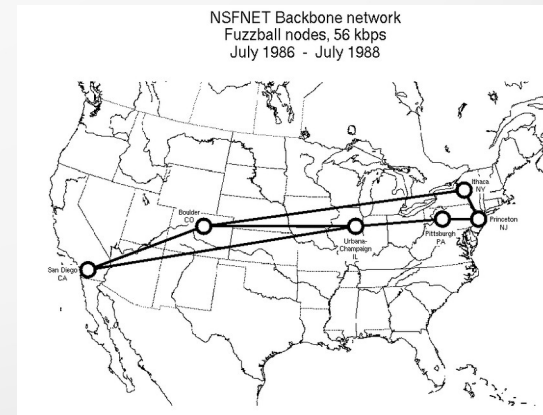 NSFNET Backbone network
Fuzzball nodes, 56 kbps
July 1986 - July 1988
Ithaca
NY
Boulder
CO
Princeton
NJ
Pittsburgh
PA
Urbana-
Champaign
IL
San Diego
CA